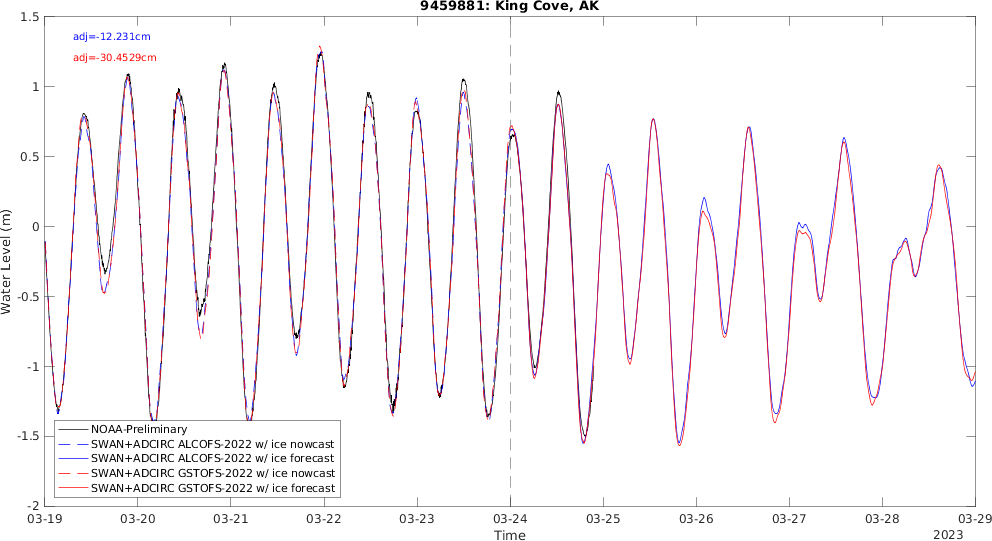 9459881: King Cove, AK
adj=-12.231cm
adj=-30.4529cm
Water Level (m)
1.5
1
0.5
0
-0.5
-1
-1.5
-2
NOAA-Preliminary
SWAN+ADCIRC ALCOFS-2022 w/ ice nowcast
SWAN+ADCIRC ALCOFS-2022 w/ ice forecast
SWAN+ADCIRC GSTOFS-2022 w/ ice nowcast
SWAN+ADCIRC GSTOFS-2022 w/ ice forecast
03-19 03-20 03-21 03-22 03-23 03-24 03-25 03-26 03-27 03-28 03-29
Time
2023